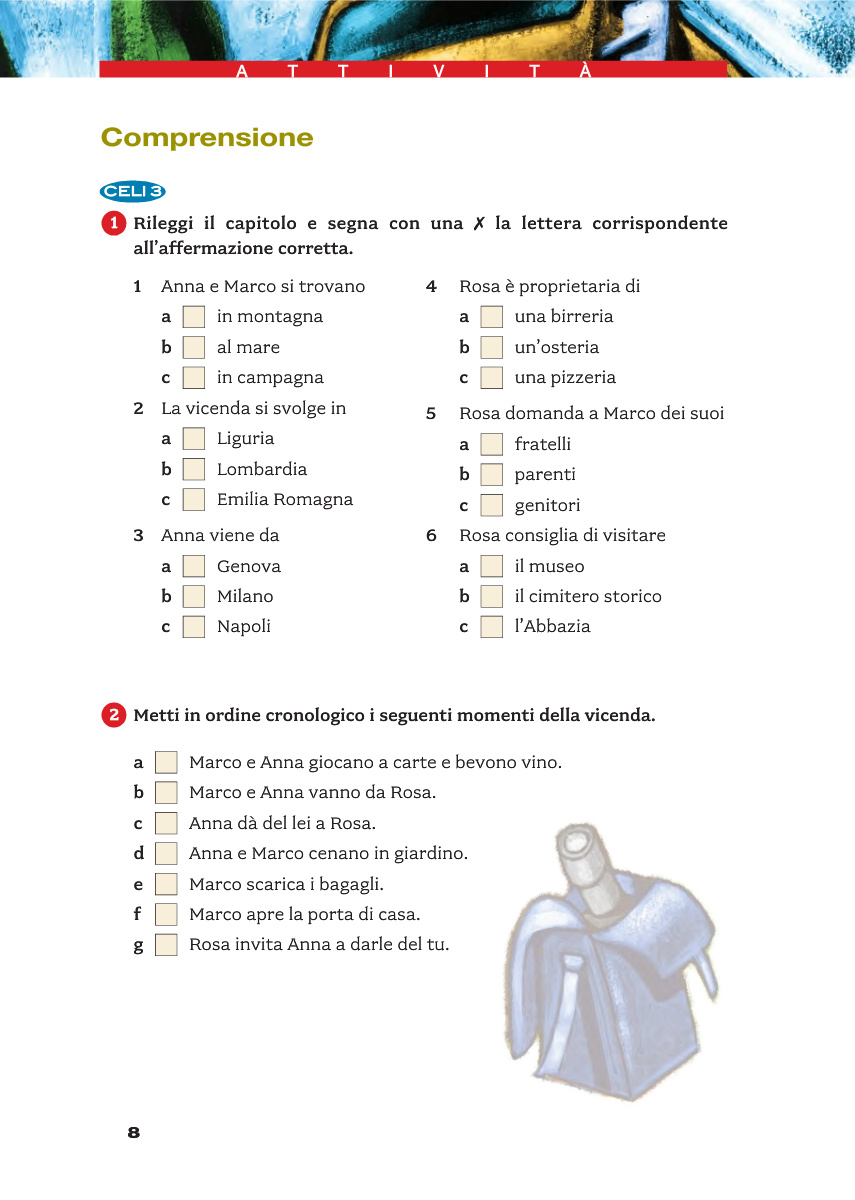 ATTIVITÀ
Comprensione
CELI 3
1 Rileggi il capitolo e segna con una ✗ la lettera corrispondente
all'affermazione corretta.
1 Anna e Marco si trovano
a in montagna
b al mare
c in campagna
2 La vicenda si svolge in
a Liguria
b Lombardia
c Emilia Romagna
3 Anna viene da
a Genova
b Milano
c Napoli
4 Rosa è proprietaria di
a una birreria
b un'osteria
c una pizzeria
5 Rosa domanda a Marco dei suoi
a fratelli
b parenti
c genitori
6 Rosa consiglia di visitare
a il museo
b il cimitero storico
c l'Abbazia
2 Metti in ordine cronologico i seguenti momenti della vicenda.
a Marco e Anna giocano a carte e bevono vino.
b Marco e Anna vanno da Rosa.
c Anna dà del lei a Rosa.
d Anna e Marco cenano in giardino.
e Marco scarica i bagagli.
f Marco apre la porta di casa.
g Rosa invita Anna a darle del tu.
8